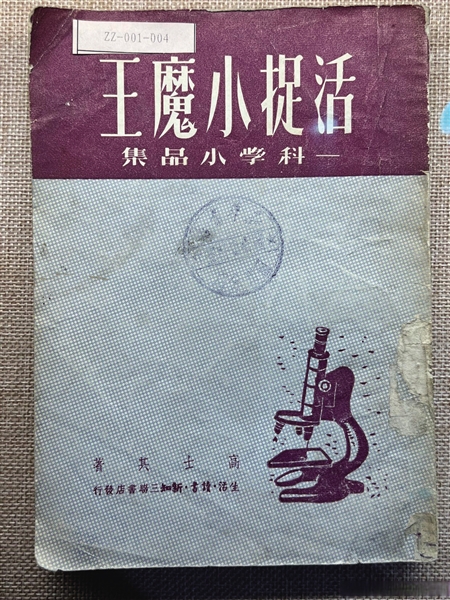 ZZ-001-004
活捉小魔王
—科学小品集
高士其著
生活·讀書·新知三聯書店發行